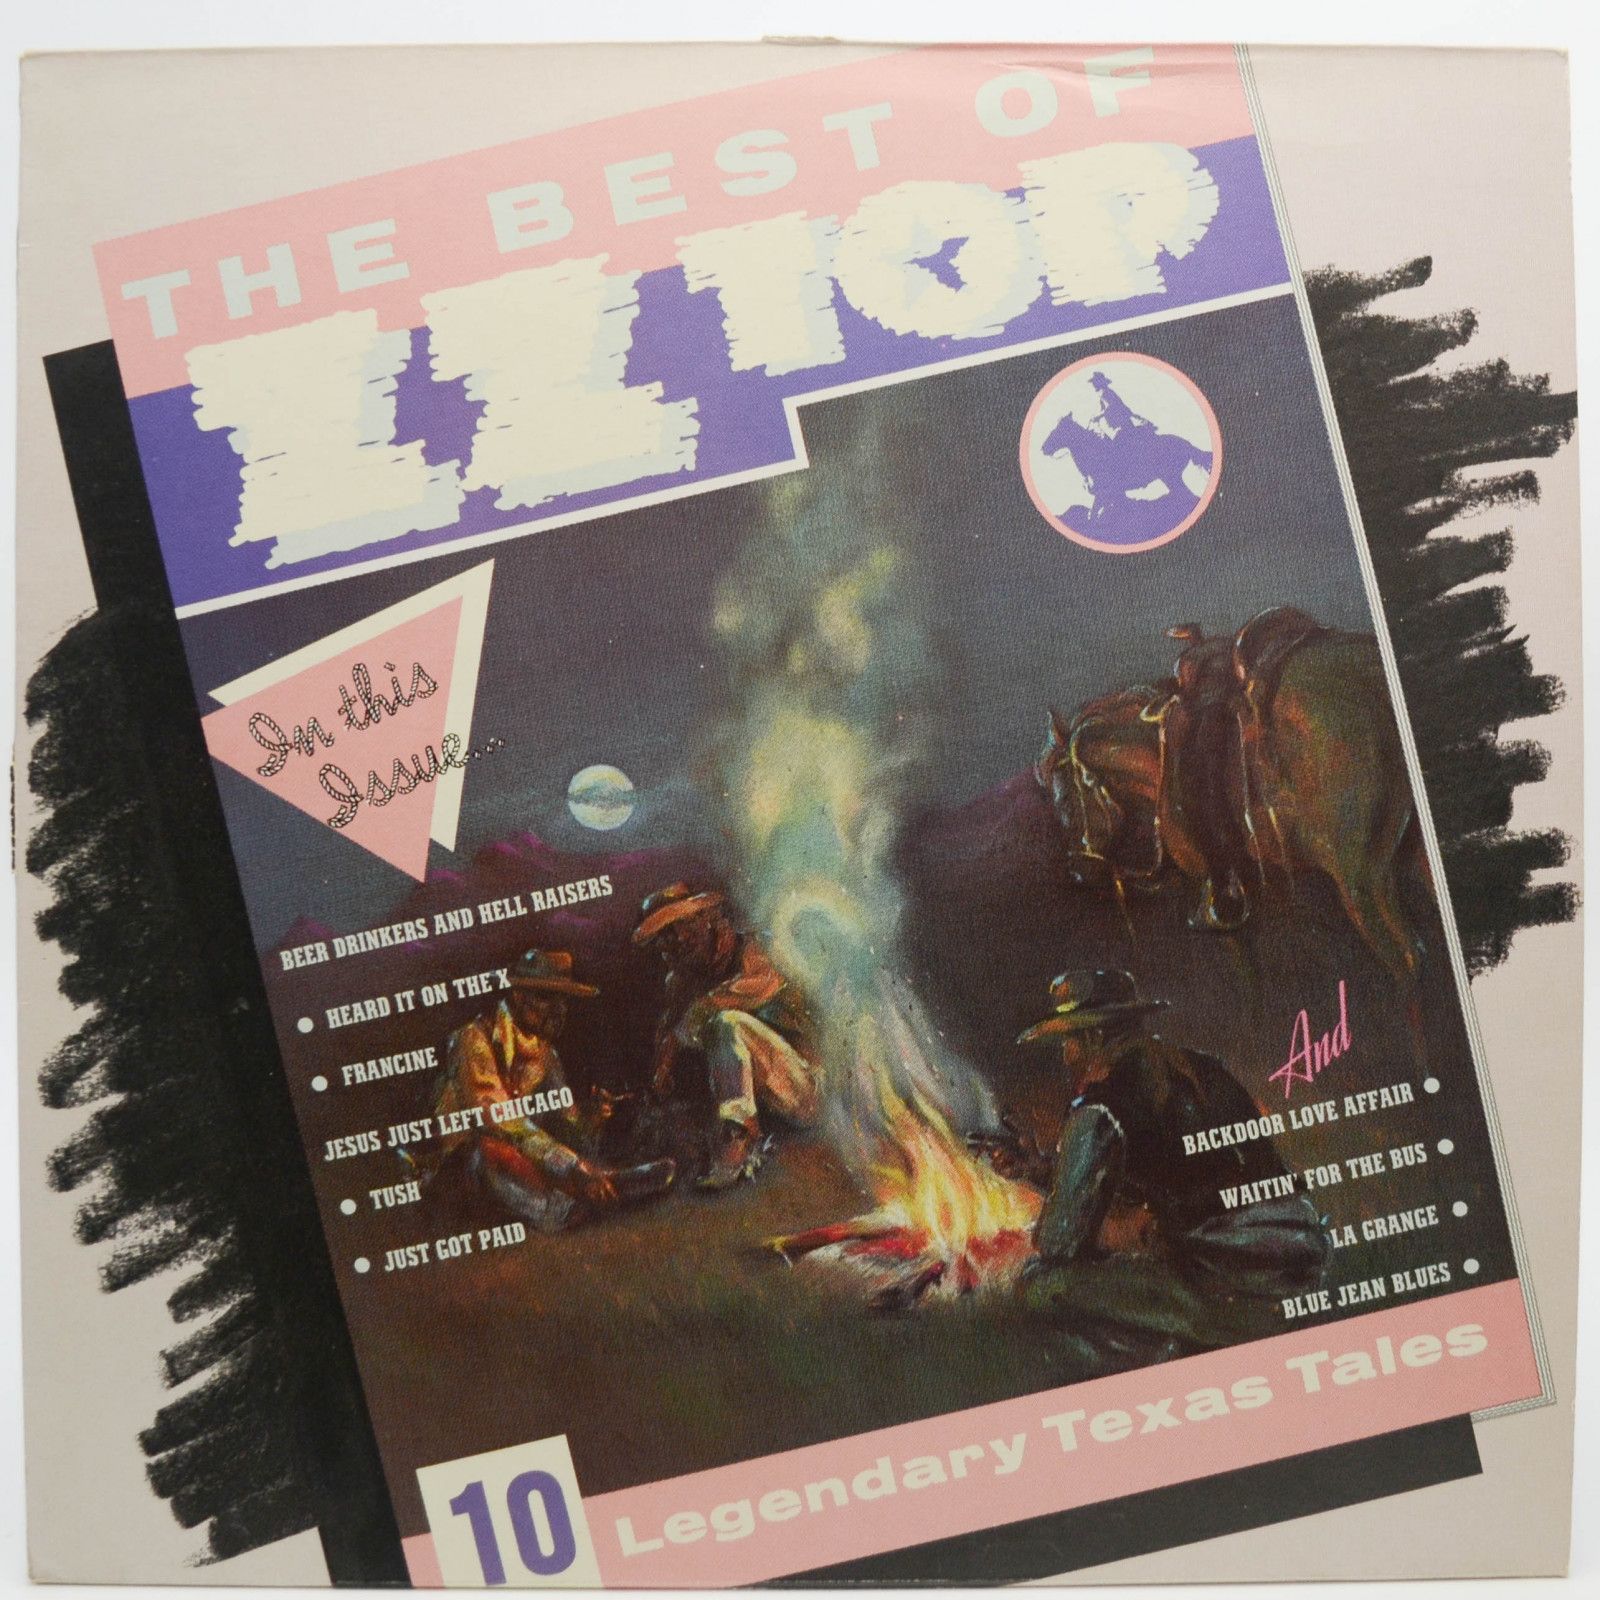 THE BEST OF
ZZ TOP
In this
Issue...
BEER DRINKERS AND HELL RAISERS
• HEARD IT ON THE X
• FRANCINE
JESUS JUST LEFT CHICAGO
• TUSH
• JUST GOT PAID
And
BACKDOOR LOVE AFFAIR •
WAITIN' FOR THE BUS •
LA GRANGE •
BLUE JEAN BLUES •
10 Legendary Texas Tales